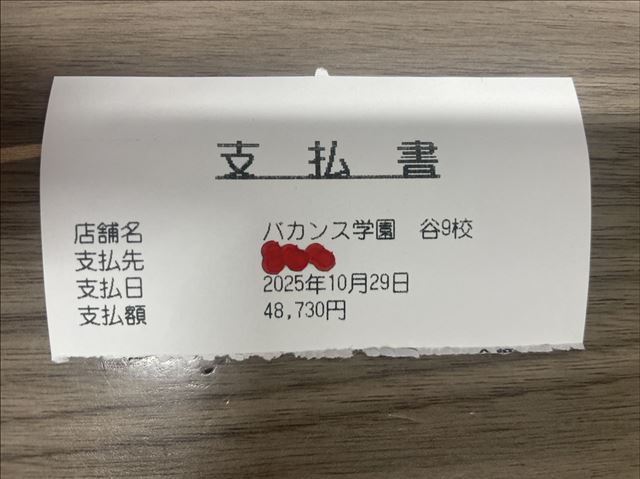 支払書
店舗名 バカンス学園 谷9校
支払先
支払日 2025年10月29日
支払額 48,730円